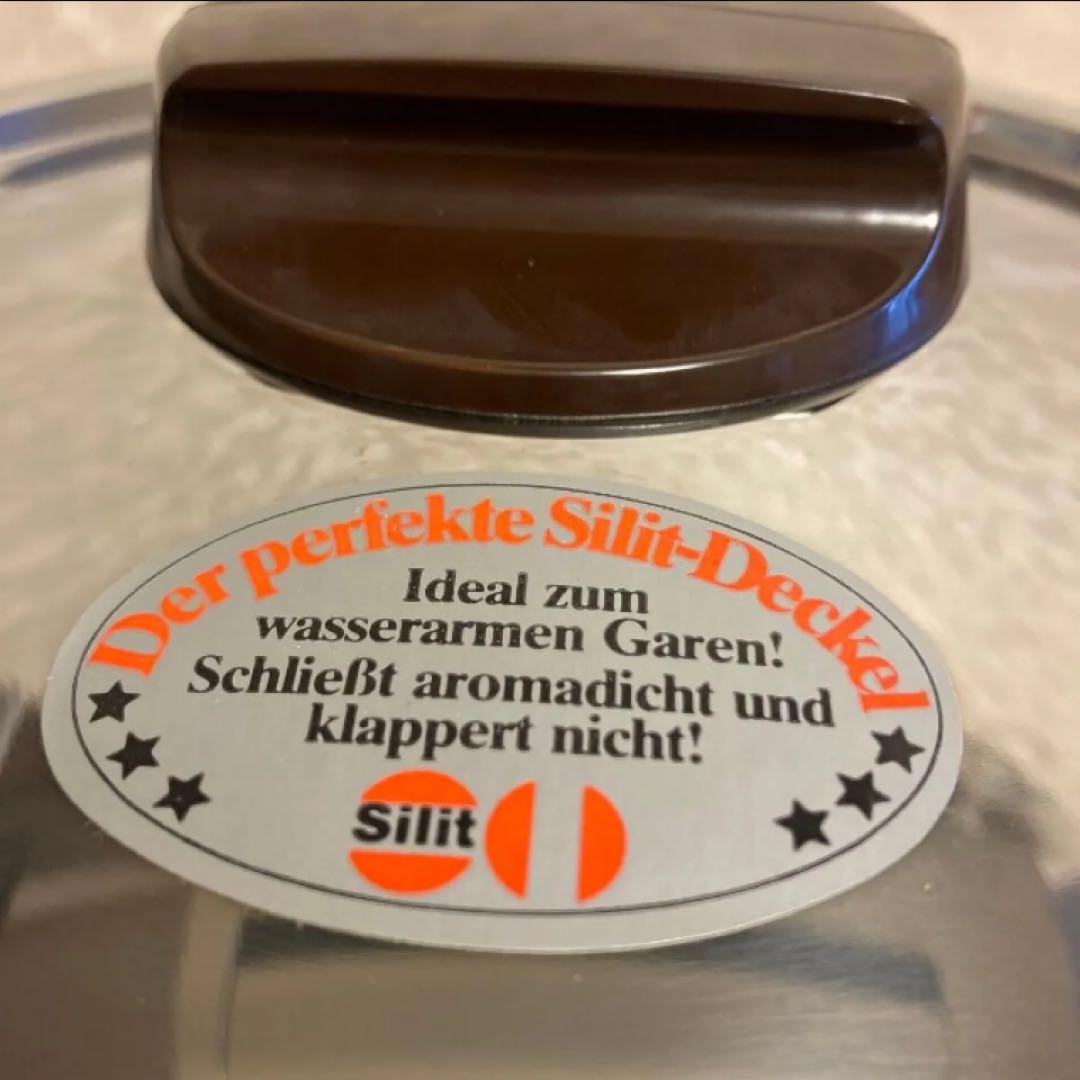 Der perfekte Silit-Deckel
Ideal zum
wasserarmen Garen!
Schließt aromadicht und
klappert nicht!
Silit